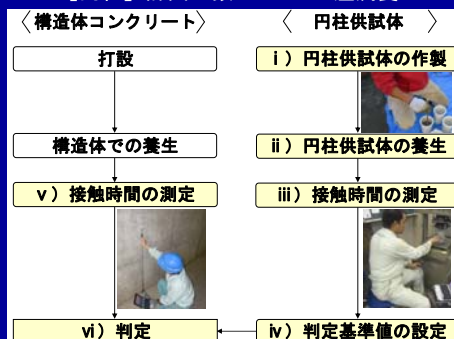 〈構造体コンクリート〉
〈 円柱供試体 〉
打設
ⅰ）円柱供試体の作製
構造体での養生
ⅱ）円柱供試体の養生
ⅴ）接触時間の測定
ⅲ）接触時間の測定
ⅵ）判定
ⅳ）判定基準値の設定